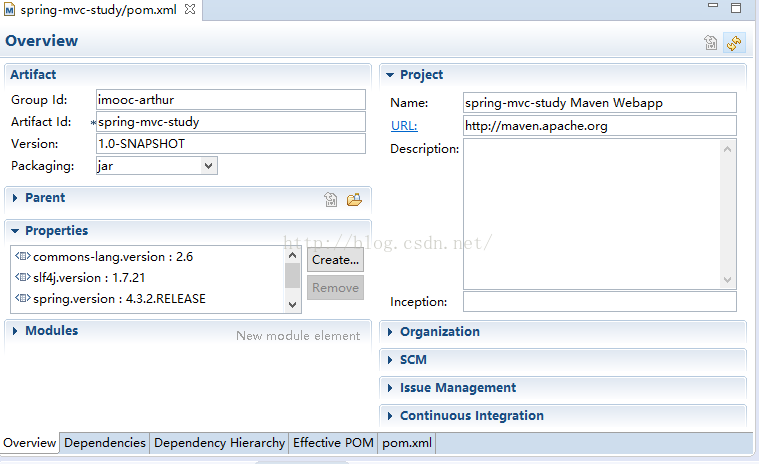 spring-mvc-study/pom.xml
Overview
Artifact
Group Id: imooc-arthur
Artifact Id: *spring-mvc-study
Version: 1.0-SNAPSHOT
Packaging: jar
Parent
Properties
commons-lang.version : 2.6
slf4j.version : 1.7.21
spring.version : 4.3.2.RELEASE
Create...
Remove
Modules
New module element
Project
Name: spring-mvc-study Maven Webapp
URL: http://maven.apache.org
Description:
Inception:
Organization
SCM
Issue Management
Continuous Integration
http://blog.csdn.net/
Overview Dependencies Dependency Hierarchy Effective POM pom.xml